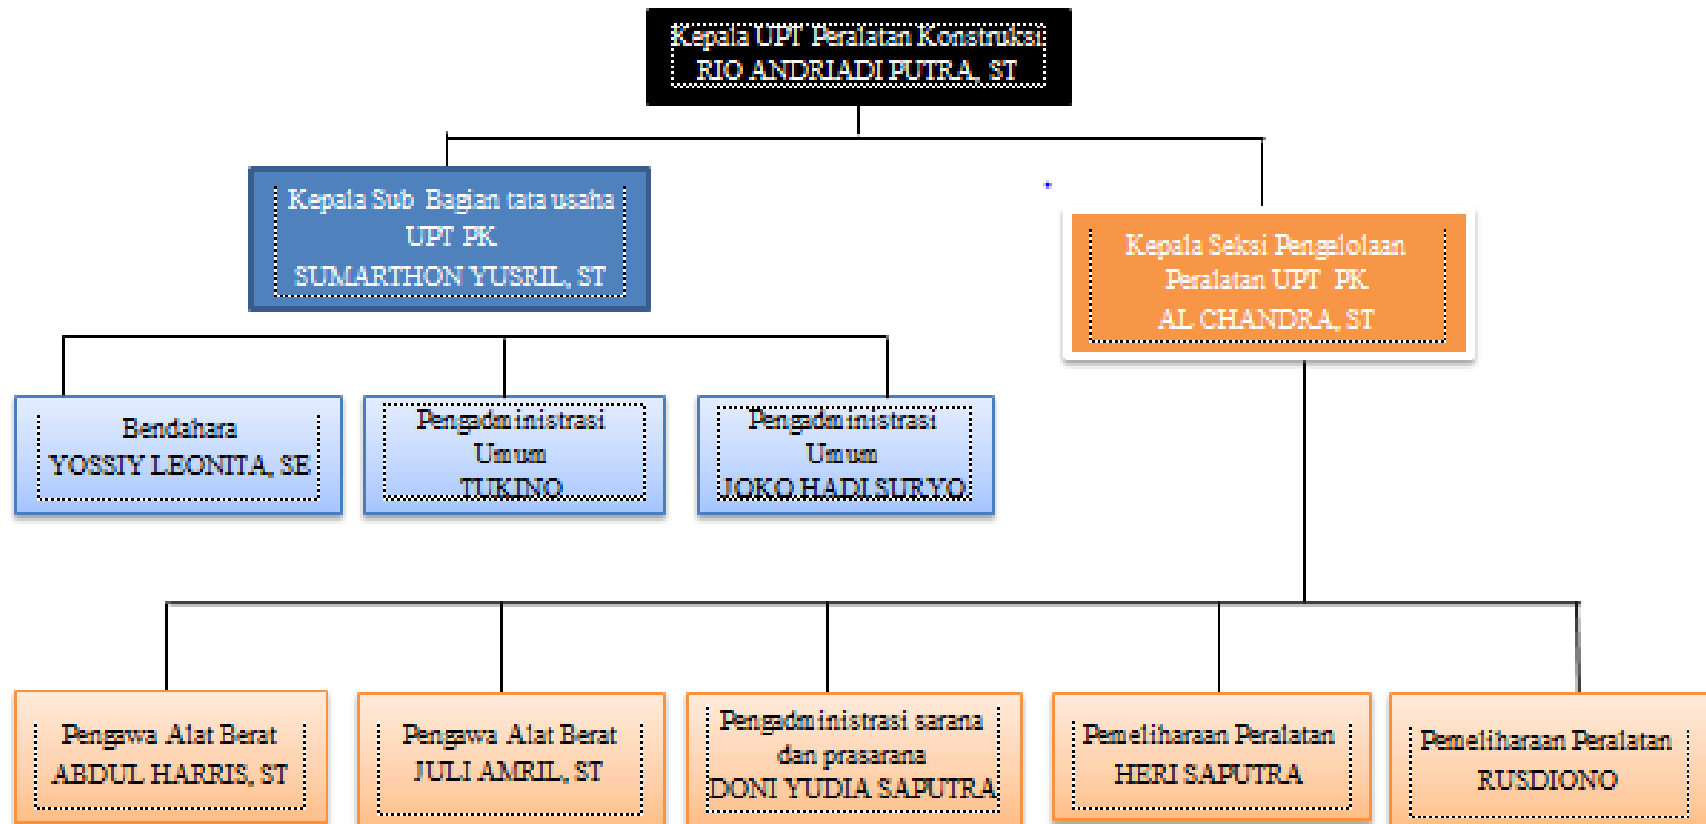 Kepala UPT Peralatan Konstruksi
RIO ANDRIADI PUTRA, ST
Kepala Sub Bagian tata usaha
UPT PK
SUMARTHON YUSRIL, ST
Kepala Seksi Pengelolaan
Peralatan UPT PK
AL CHANDRA, ST
Bendahara
YOSSIY LEONITA, SE
Pengadministrasi
Umum
TUKINO
Pengadministrasi
Umum
JOKO HADI SURYO
Pengawa Alat Berat
ABDUL HARRIS, ST
Pengawa Alat Berat
JULI AMRIL, ST
Pengadministrasi sarana
dan prasarana
DONI YUDIA SAPUTRA
Pemeliharaan Peralatan
HERI SAPUTRA
Pemeliharaan Peralatan
RUSDIONO